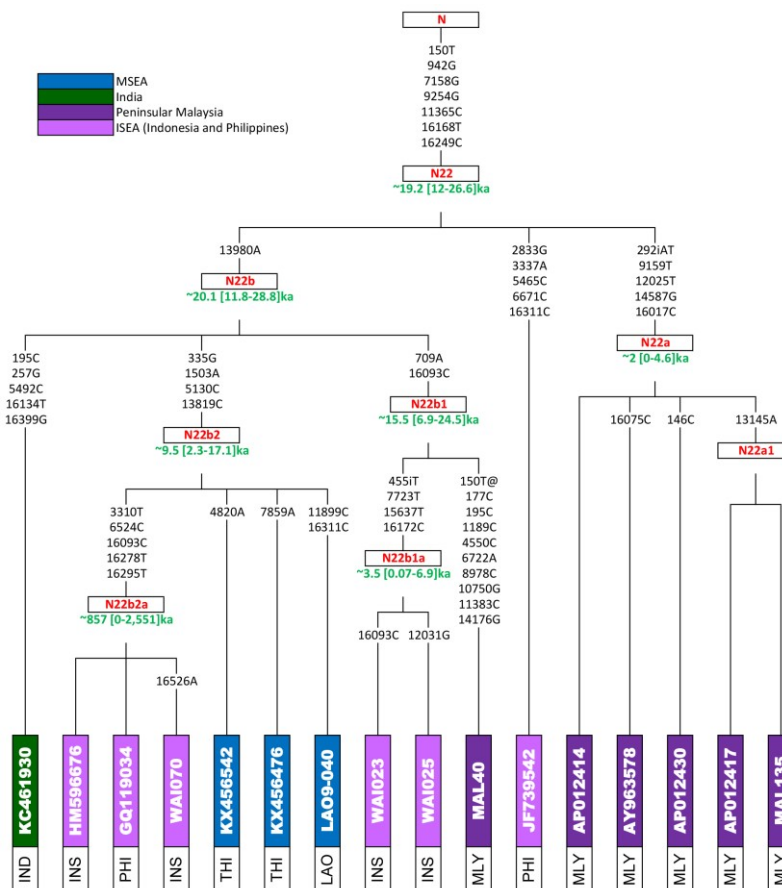 N
150T
942G
7158G
9254G
11365C
16168T
16249C
MSEA
India
Peninsular Malaysia
ISEA (Indonesia and Philippines)
N22
~19.2 [12-26.6]ka
13980A
N22b
~20.1 [11.8-28.8]ka
2833G
3337A
5465C
6671C
16311C
292iAT
9159T
12025T
14587G
16017C
N22a
~2 [0-4.6]ka
195C
257G
5492C
16134T
16399G
335G
1503A
5130C
13819C
N22b2
~9.5 [2.3-17.1]ka
709A
16093C
N22b1
~15.5 [6.9-24.5]ka
16075C
146C
13145A
N22a1
3310T
6524C
16093C
16278T
16295T
N22b2a
~857 [0-2,551]ka
16526A
4820A
7859A
11899C
16311C
455iT
7723T
15637T
16172C
N22b1a
~3.5 [0.07-6.9]ka
16093C
12031G
150T@
177C
195C
1189C
4550C
6722A
8978C
10750G
11383C
14176G
KC461930
HM596676
GQ119034
WAI070
KX456542
KX456476
LAO9-040
WAI023
WAI025
MAL40
JF739542
AP012414
AY963578
AP012430
AP012417
MAL135
IND
INS
PHI
INS
THI
THI
LAO
INS
INS
MLY
PHI
MLY
MLY
MLY
MLY
MLY